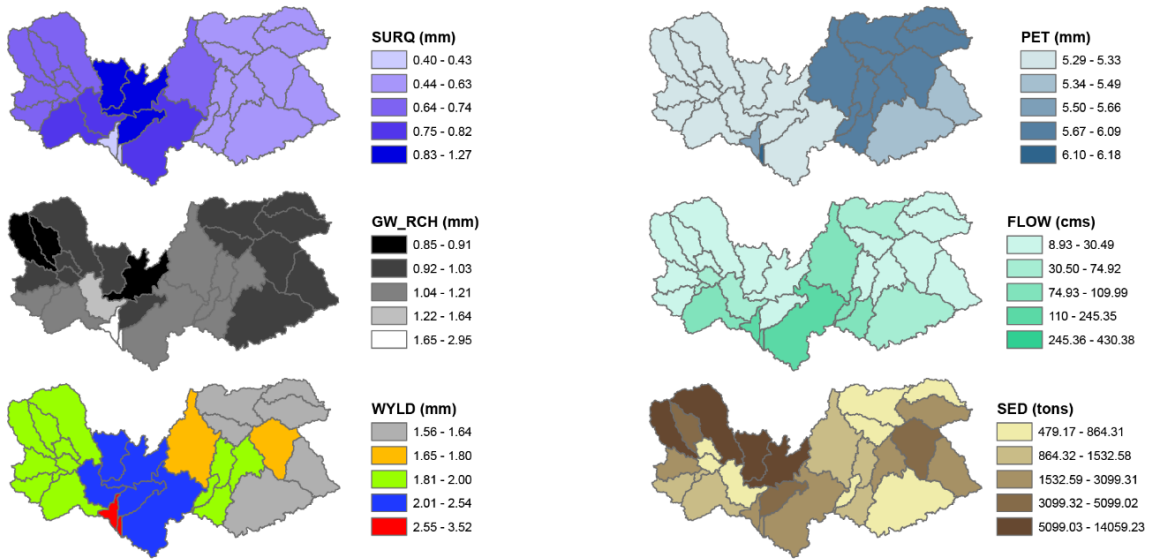 SURQ (mm)
0.40 - 0.43
0.44 - 0.63
0.64 - 0.74
0.75 - 0.82
0.83 - 1.27
PET (mm)
5.29 - 5.33
5.34 - 5.49
5.50 - 5.66
5.67 - 6.09
6.10 - 6.18
GW_RCH (mm)
0.85 - 0.91
0.92 - 1.03
1.04 - 1.21
1.22 - 1.64
1.65 - 2.95
FLOW (cms)
8.93 - 30.49
30.50 - 74.92
74.93 - 109.99
110 - 245.35
245.36 - 430.38
WYLD (mm)
1.56 - 1.64
1.65 - 1.80
1.81 - 2.00
2.01 - 2.54
2.55 - 3.52
SED (tons)
479.17 - 864.31
864.32 - 1532.58
1532.59 - 3099.31
3099.32 - 5099.02
5099.03 - 14059.23